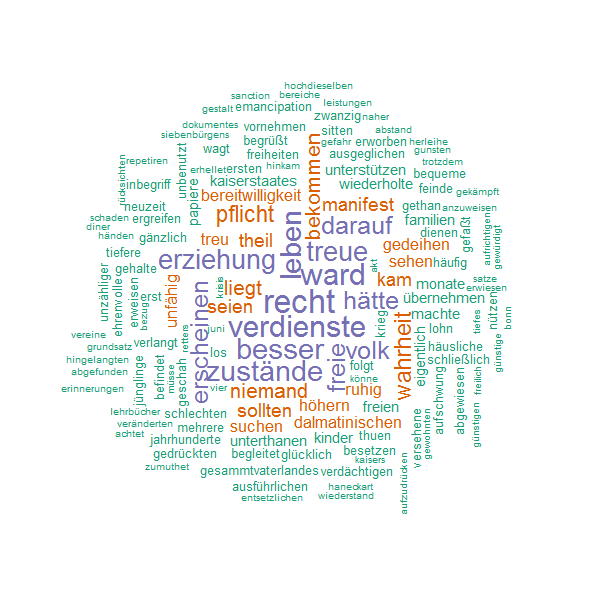 hochdieselben
sanction bereiche
gestalt emancipation leistungen
zwanzig naher
dokumentes vornehmen sitten abstand
siebenbürgens begrüßt gefahr erworben herleihe
wagt freiheiten bekommen ausgeglichen gunsten
repetiren unbenutzt erhellet ersten hinkam unterstützen trotzdem
rücksichten inbegriff kaiserstaates wiederholte bequeme
papiere bereitwilligkeit feinde gekämpft
neuzeit manifest gethan anzuweisen
schaden ergreifen pflicht leben darauf familien
diner treu theil dienen gefaßt aufrichtigen
händen gänzlich gewürdigt
tiefere erziehung treue gedeihen
gehalte ward sehen häufig
unzähliger akt
ehrenvolle erweisen unfähig liegt krisis kam monate satze
erst recht hätte übernehmen erwiesen
bezug seien krieg machte tiefes nützen
erscheinen juni verdienste wahrheit lohn bonn
vereine verlangt retters
grundsatz los besser volk eigentlich häusliche günstige
hingelangten geschah freie folgt schließlich
abgefunden befindet müsse zustände könne aufschwung freilich
erinnerungen jünglinge vier niemand ruhig abgewiesen
lehrbücher schlechten sollten höhern freien günstigen
veränderten mehrere suchen dalmatinischen
achtet jahrhunderte unterthanen kinder thuen gewohnten
gedrückten begleitet glücklich besetzen versehene
zumuthet gesammtvaterlandes kaisers verdächtigen
ausführlichen haneckart aufzudrücken
entsetzlichen wiederstand